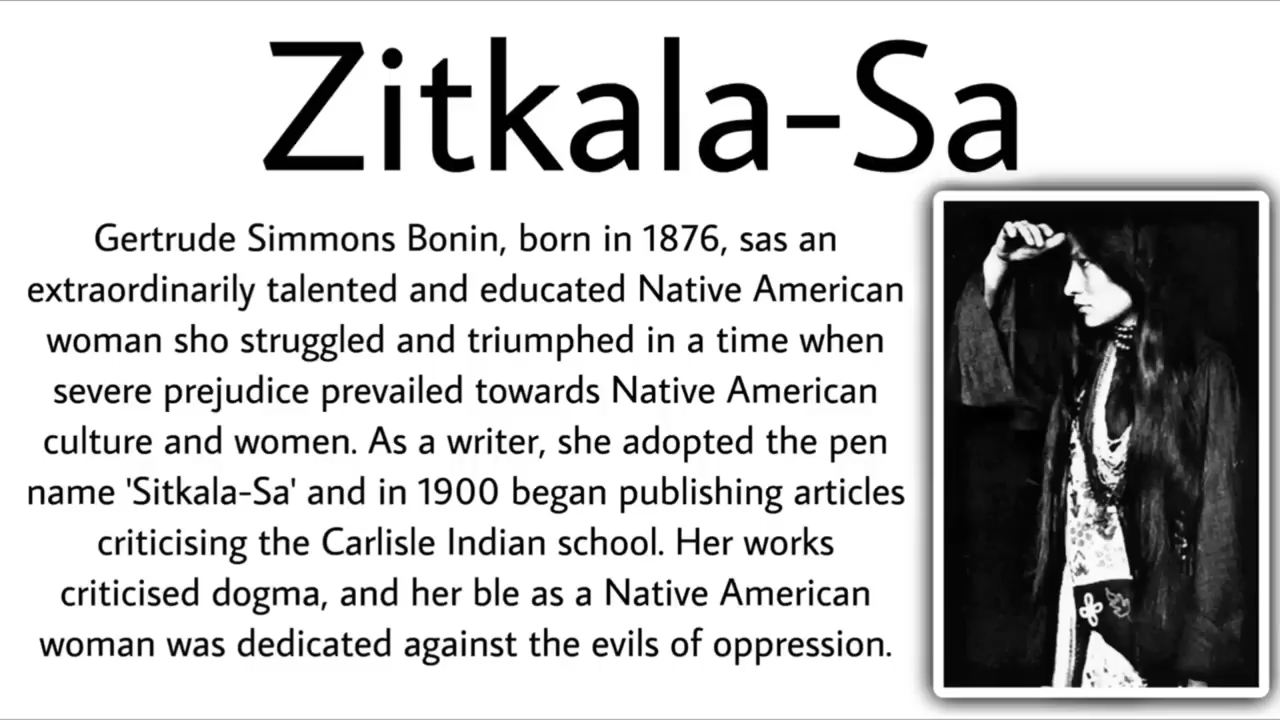 Zitkala-Sa
Gertrude Simmons Bonin, born in 1876, sas an
extraordinarily talented and educated Native American
woman sho struggled and triumphed in a time when
severe prejudice prevailed towards Native American
culture and women. As a writer, she adopted the pen
name 'Sitkala-Sa' and in 1900 began publishing articles
criticising the Carlisle Indian school. Her works
criticised dogma, and her ble as a Native American
woman was dedicated against the evils of oppression.